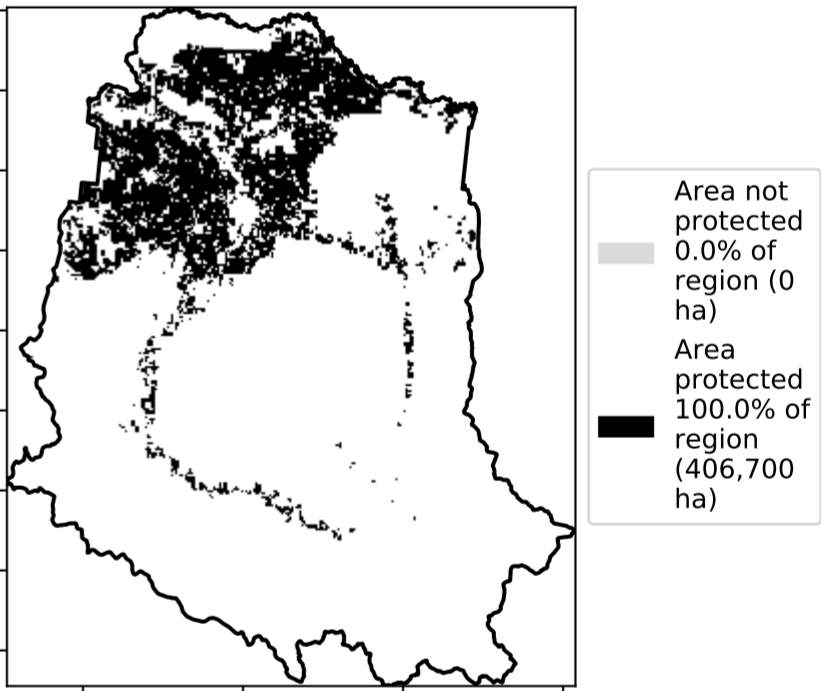 Area not
protected
0.0% of
region (0
ha)
Area
protected
100.0% of
region
(406,700
ha)